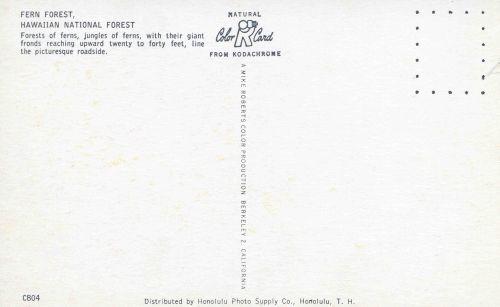 FERN FOREST,
HAWAIIAN NATIONAL FOREST
Forests of ferns, jungles of ferns, with their giant
fronds reaching upward twenty to forty feet, line
the picturesque roadside.
NATURAL
Color Card
FROM KODACHROME
A MIKE ROBERTS COLOR PRODUCTION BERKELEY 2, CALIFORNIA
C804
Distributed by Honolulu Photo Supply Co., Honolulu, T. H.